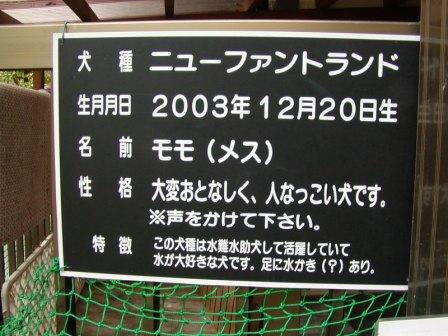 犬種 ニューファントランド
生月月日 2003年12月20日生
名前 モモ(メス)
性格 大変おとなしく、人なっこい犬です。
※声をかけて下さい。
特徴 この犬種は水難水助犬して活躍していて
水が大好きな犬です。足に水かき(?)あり。